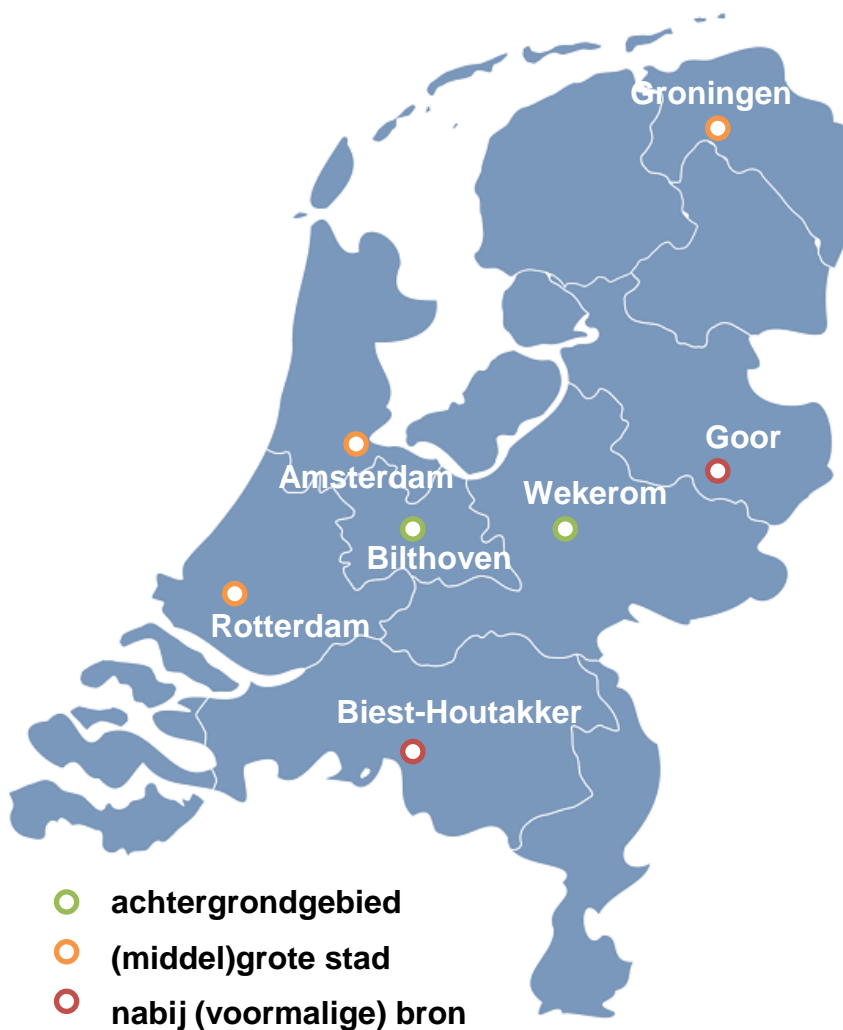 Groningen
Goor
Amsterdam
Wekerom
Bilthoven
Rotterdam
Biest-Houtakker
achtergrondgebied
(middel)grote stad
nabij (voormalige) bron